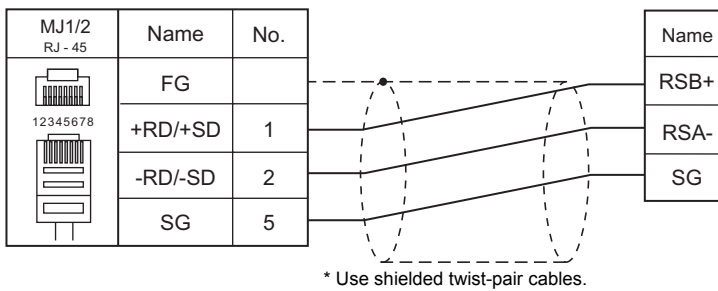 MJ1/2
RJ - 45
Name
No.
Name
FG
RSB+
12345678
+RD/+SD
1
RSA-
-RD/-SD
2
SG
SG
5
* Use shielded twist-pair cables.